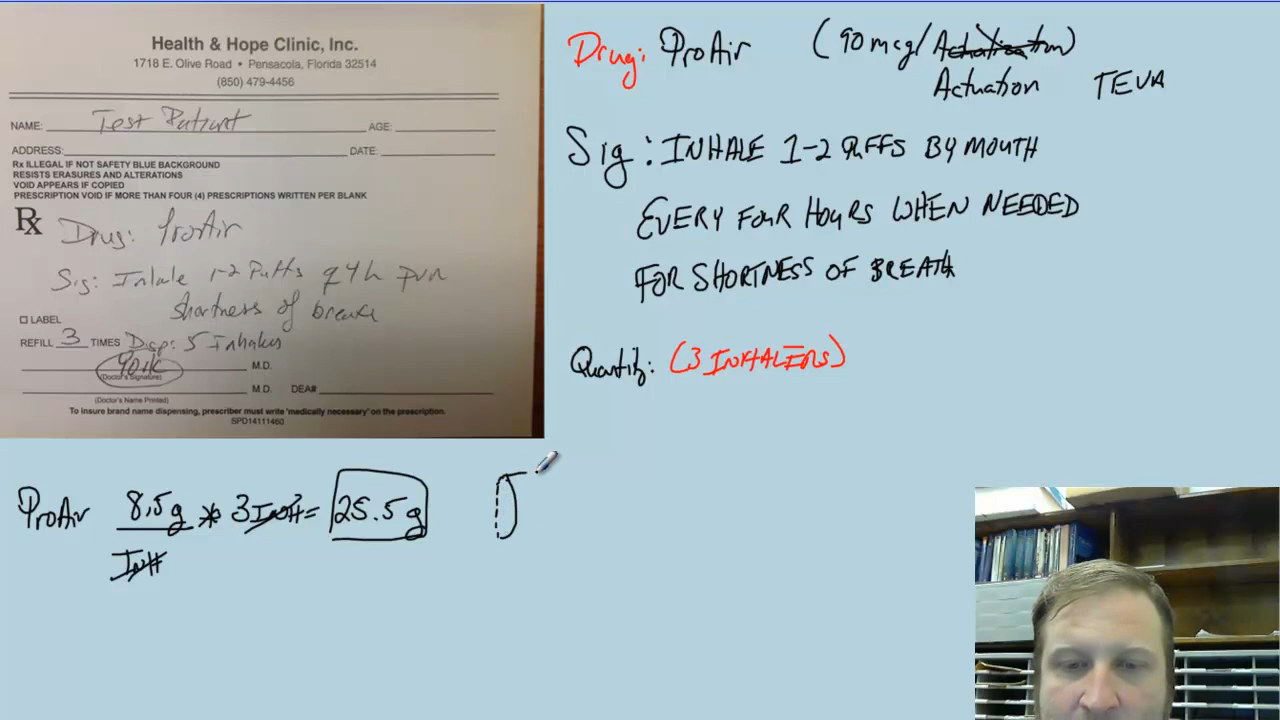 Health & Hope Clinic, Inc.
1718 E. Olive Road • Pensacola, Florida 32514
(850) 479-4456
NAME: Test Patient AGE:
ADDRESS: DATE:
Rx ILLEGAL IF NOT SAFETY BLUE BACKGROUND
RESISTS ERASURES AND ALTERATIONS
VOID APPEARS IF COPIED
PRESCRIPTION VOID IF MORE THAN FOUR (4) PRESCRIPTIONS WRITTEN PER BLANK
Rx Drug: ProAir
Sig: Inhale 1-2 Puffs q4h prn
shortness of breath
LABEL
REFILL 3 TIMES Disp: Inhalers
York M.D.
(Doctor's Signature)
M.D. DEA#
(Doctor's Name Printed)
To insure brand name dispensing, prescriber must write 'medically necessary' on the prescription.
SPD14111460
Drug: ProAir (90 mcg/Actuation)
Actuation TEVA
Sig: INHALE 1-2 PUFFS BY MOUTH
EVERY FOUR HOURS WHEN NEEDED
FOR SHORTNESS OF BREATH
Quantity: (3 INHALERS)
ProAir 8.5g * 3 INH = 25.5g
INH